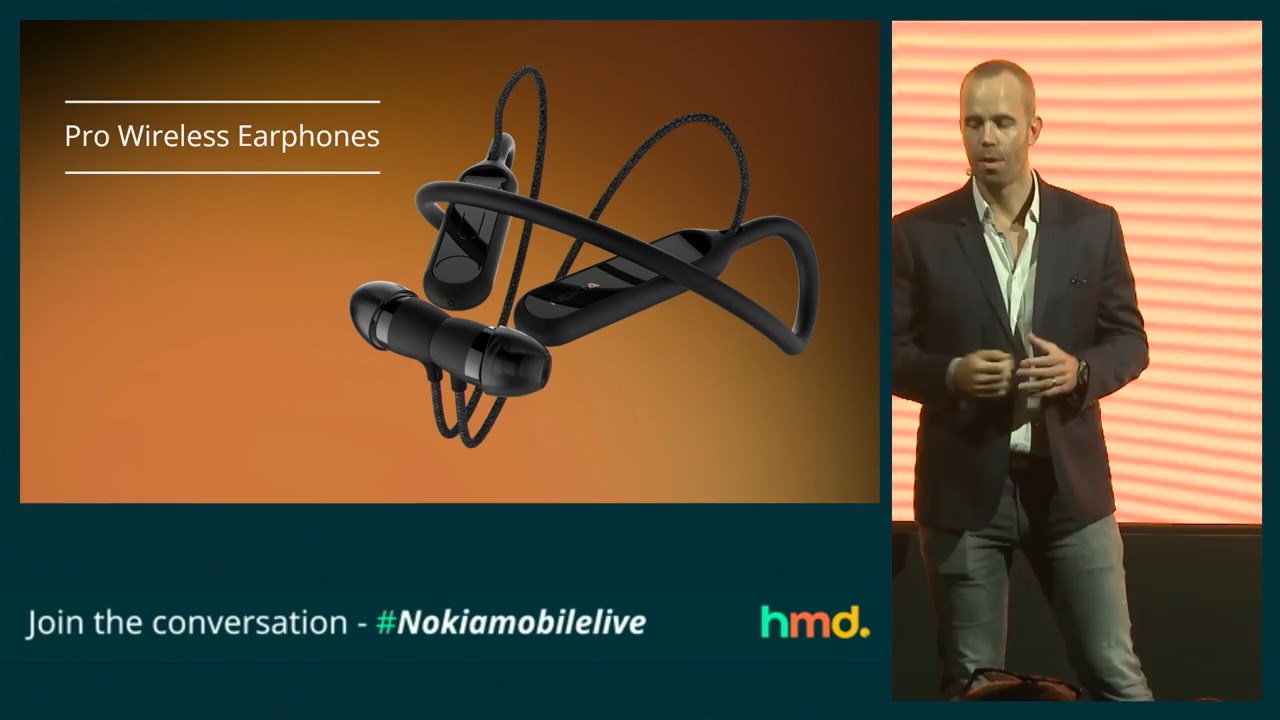 Pro Wireless Earphones
Join the conversation - #Nokiamobilelive
hmd.